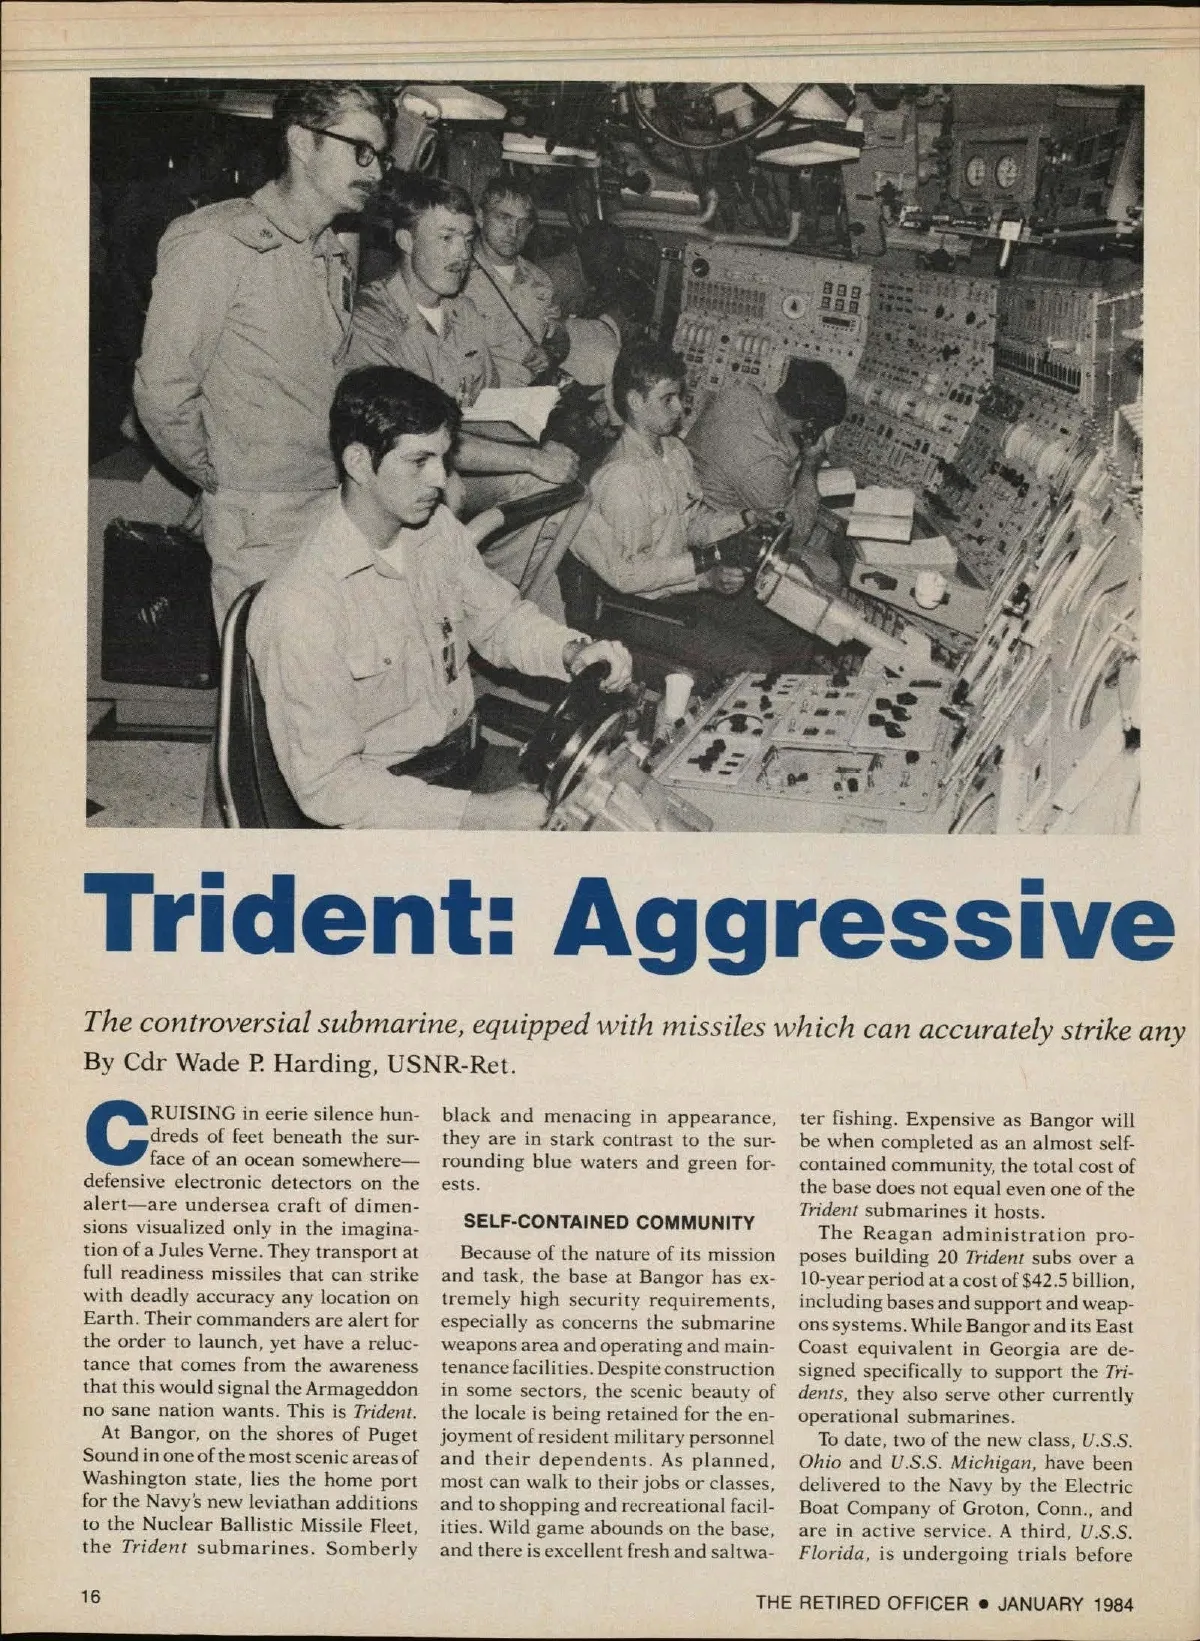 Trident: Aggressive
The controversial submarine, equipped with missiles which can accurately strike any
By Cdr Wade P. Harding, USNR-Ret.
CRUISING in eerie silence hun-
dreds of feet beneath the sur-
face of an ocean somewhere—
defensive electronic detectors on the
alert—are undersea craft of dimen-
sions visualized only in the imagina-
tion of a Jules Verne. They transport at
full readiness missiles that can strike
with deadly accuracy any location on
Earth. Their commanders are alert for
the order to launch, yet have a reluc-
tance that comes from the awareness
that this would signal the Armageddon
no sane nation wants. This is Trident.
At Bangor, on the shores of Puget
Sound in one of the most scenic areas of
Washington state, lies the home port
for the Navy's new leviathan additions
to the Nuclear Ballistic Missile Fleet,
the Trident submarines. Somberly
black and menacing in appearance,
they are in stark contrast to the sur-
rounding blue waters and green for-
ests.
SELF-CONTAINED COMMUNITY
Because of the nature of its mission
and task, the base at Bangor has ex-
tremely high security requirements,
especially as concerns the submarine
weapons area and operating and main-
tenance facilities. Despite construction
in some sectors, the scenic beauty of
the locale is being retained for the en-
joyment of resident military personnel
and their dependents. As planned,
most can walk to their jobs or classes,
and to shopping and recreational facil-
ities. Wild game abounds on the base,
and there is excellent fresh and saltwa-
ter fishing. Expensive as Bangor will
be when completed as an almost self-
contained community, the total cost of
the base does not equal even one of the
Trident submarines it hosts.
The Reagan administration pro-
poses building 20 Trident subs over a
10-year period at a cost of $42.5 billion,
including bases and support and weap-
ons systems. While Bangor and its East
Coast equivalent in Georgia are de-
signed specifically to support the Tri-
dents, they also serve other currently
operational submarines.
To date, two of the new class, U.S.S.
Ohio and U.S.S. Michigan, have been
delivered to the Navy by the Electric
Boat Company of Groton, Conn., and
are in active service. A third, U.S.S.
Florida, is undergoing trials before
16
THE RETIRED OFFICER • JANUARY 1984